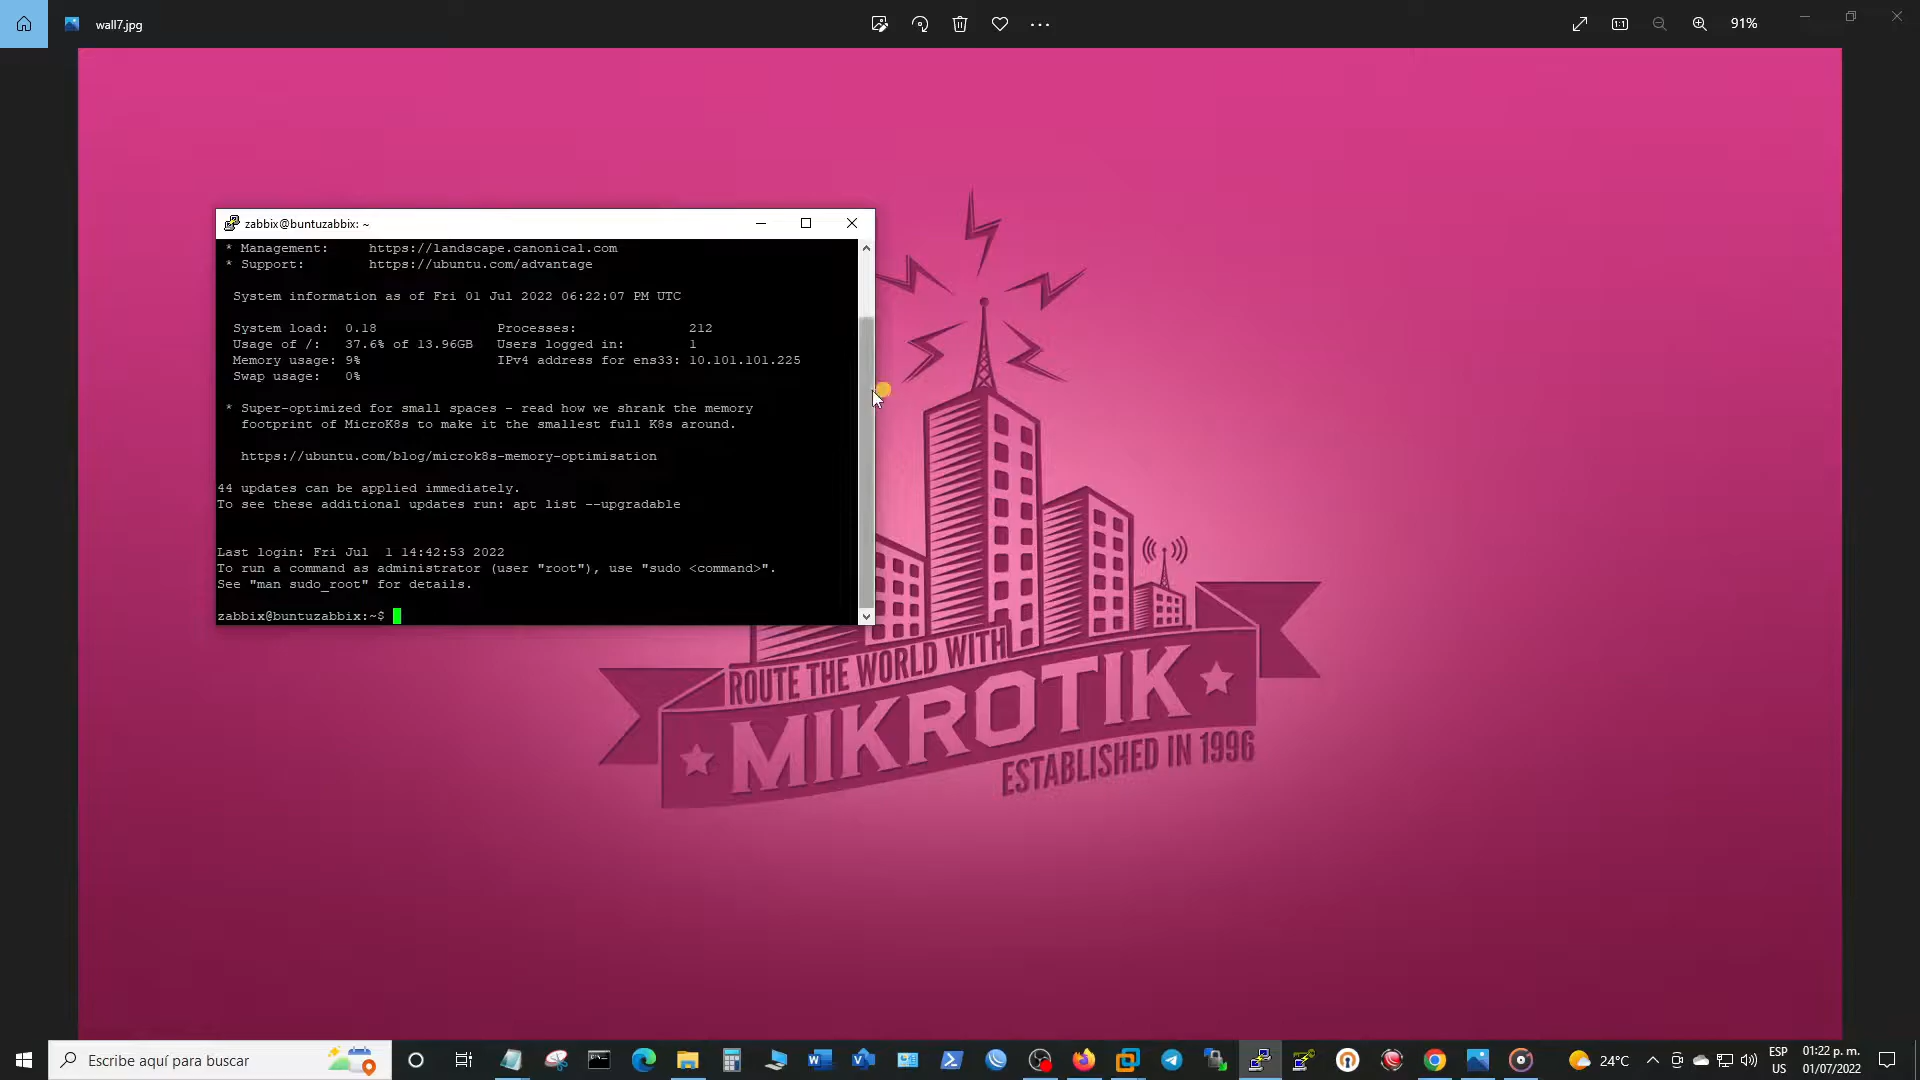 wall7.jpg
91%
zabbix@buntuzabbix: ~
* Management:     https://landscape.canonical.com
* Support:        https://ubuntu.com/advantage
System information as of Fri 01 Jul 2022 06:22:07 PM UTC
System load:  0.18               Processes:              212
Usage of /:   37.6% of 13.96GB   Users logged in:        1
Memory usage: 9%                 IPv4 address for ens33: 10.101.101.225
Swap usage:   0%
* Super-optimized for small spaces - read how we shrank the memory
footprint of MicroK8s to make it the smallest full K8s around.
https://ubuntu.com/blog/microk8s-memory-optimisation
44 updates can be applied immediately.
To see these additional updates run: apt list --upgradable
Last login: Fri Jul  1 14:42:53 2022
To run a command as administrator (user "root"), use "sudo <command>".
See "man sudo_root" for details.
zabbix@buntuzabbix:~$
ROUTE THE WORLD WITH
MIKROTIK
ESTABLISHED IN 1996
Escribe aquí para buscar
24°C
ESP
US
01:22 p. m.
01/07/2022